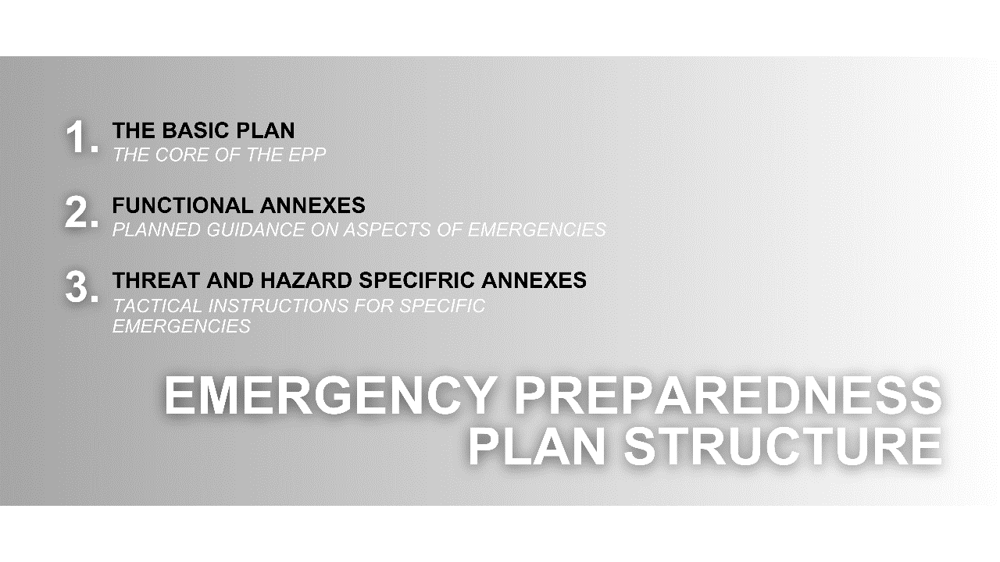 1. THE BASIC PLAN
THE CORE OF THE EPP
2. FUNCTIONAL ANNEXES
PLANNED GUIDANCE ON ASPECTS OF EMERGENCIES
3. THREAT AND HAZARD SPECIFRIC ANNEXES
TACTICAL INSTRUCTIONS FOR SPECIFIC
EMERGENCIES
EMERGENCY PREPAREDNESS
PLAN STRUCTURE